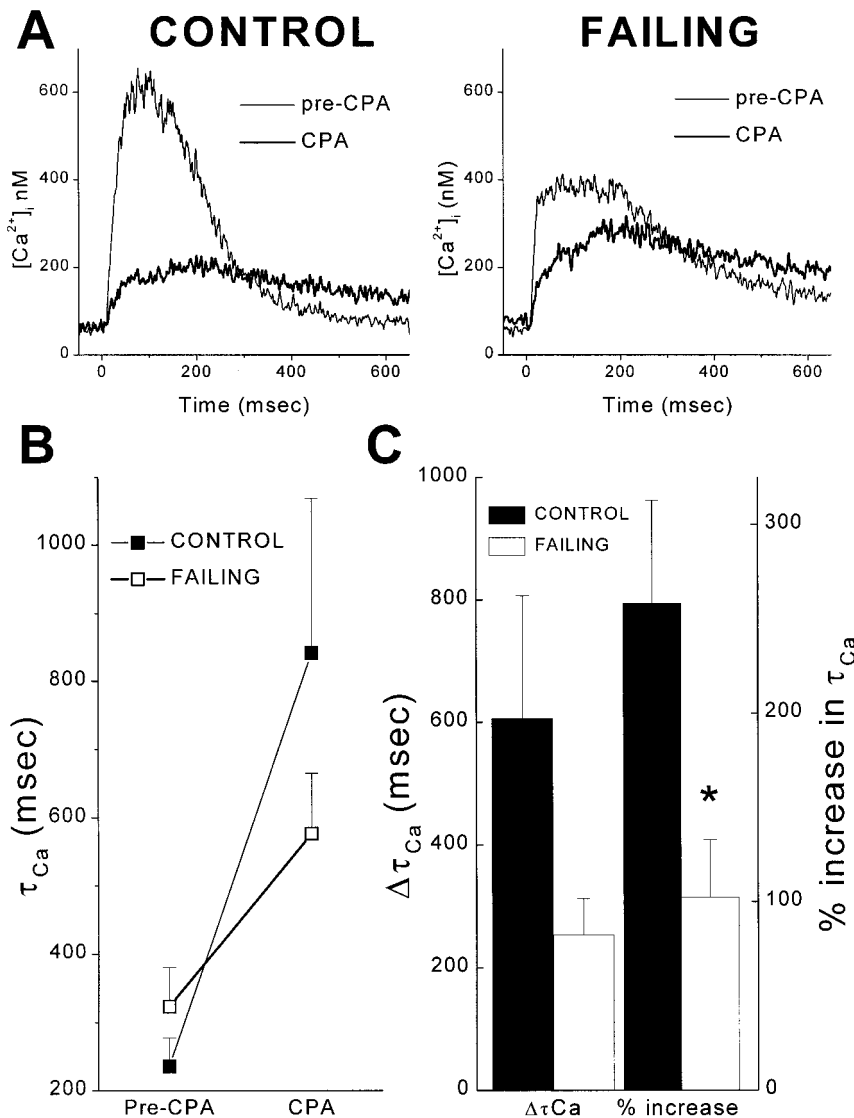 A CONTROL FAILING
600
400
200
0
[Ca2+]i nM
pre-CPA
CPA
0 200 400 600
Time (msec)
600
400
200
0
[Ca2+]i (nM)
pre-CPA
CPA
0 200 400 600
Time (msec)
B
1000
800
600
400
200
τCa (msec)
CONTROL
FAILING
Pre-CPA CPA
C
1000
800
600
400
200
0
ΔτCa (msec)
CONTROL
FAILING
*
300
200
100
0
% increase in τCa
ΔτCa % increase